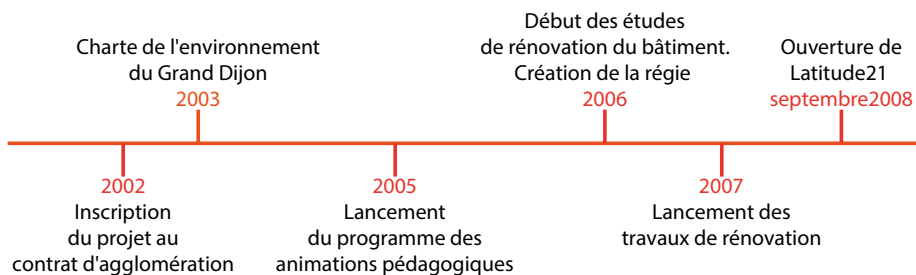 Charte de l'environnement
du Grand Dijon
2003
Début des études
de rénovation du bâtiment.
Création de la régie
2006
Ouverture de
Latitude21
septembre2008
2002
Inscription
du projet au
contrat d'agglomération
2005
Lancement
du programme des
animations pédagogiques
2007
Lancement des
travaux de rénovation